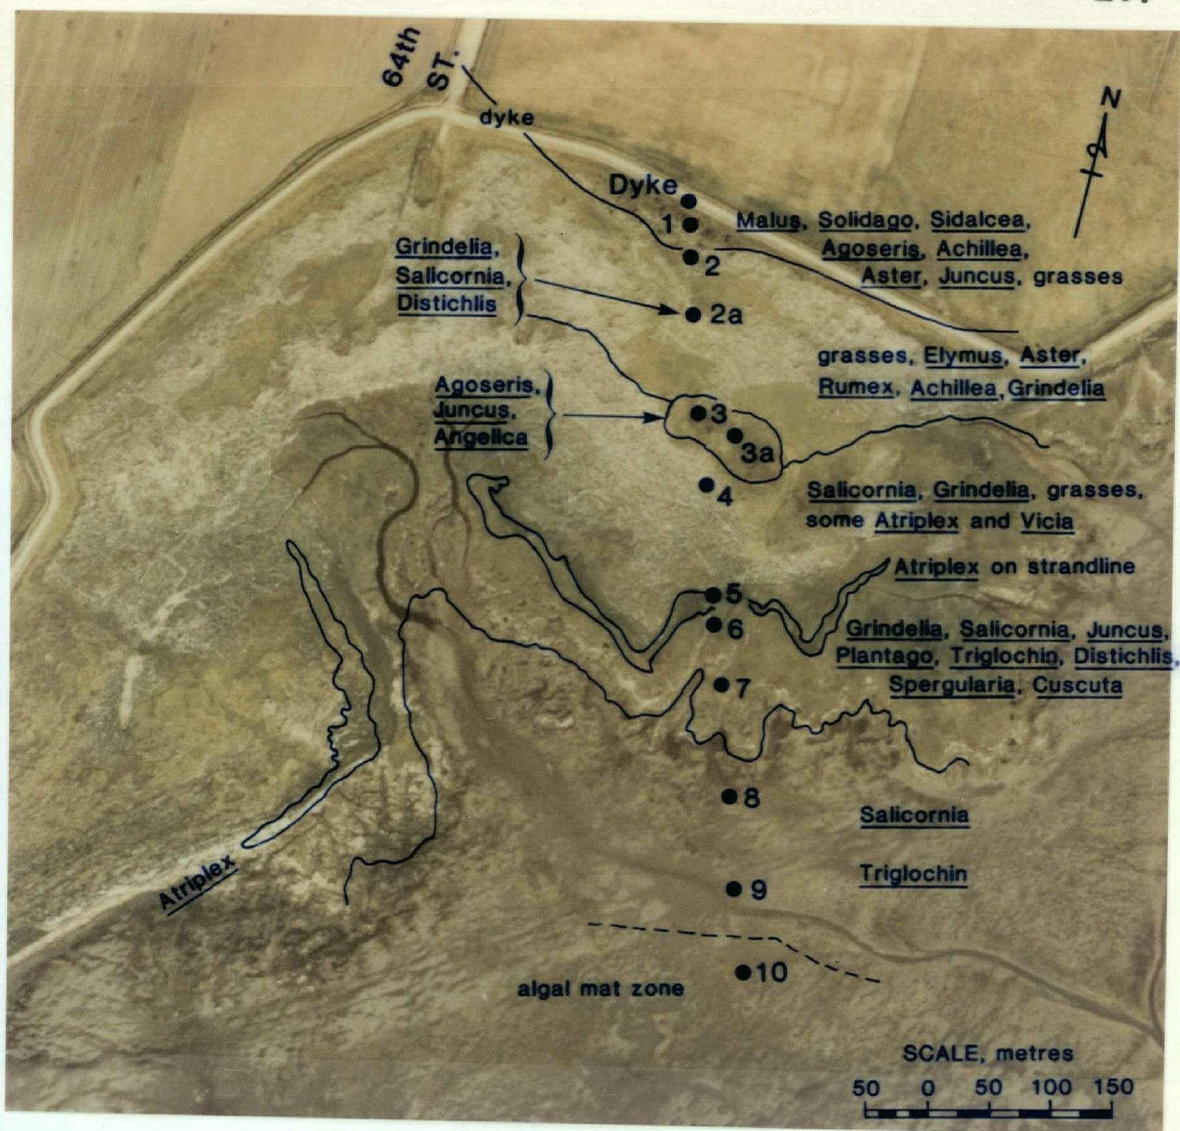 64th
ST.
dyke
N
Dyke
1
Malus, Solidago, Sidalcea,
Agoseris, Achillea,
Aster, Juncus, grasses
2
Grindelia,
Salicornia,
Distichlis
2a
grasses, Elymus, Aster,
Rumex, Achillea, Grindelia
Agoseris,
Juncus,
Angelica
3
3a
4
Salicornia, Grindelia, grasses,
some Atriplex and Vicia
Atriplex on strandline
5
6
Grindelia, Salicornia, Juncus,
Plantago, Triglochin, Distichlis,
Spergularia, Cuscuta
7
8
Salicornia
Atriplex
Triglochin
9
10
algal mat zone
SCALE, metres
50 0 50 100 150